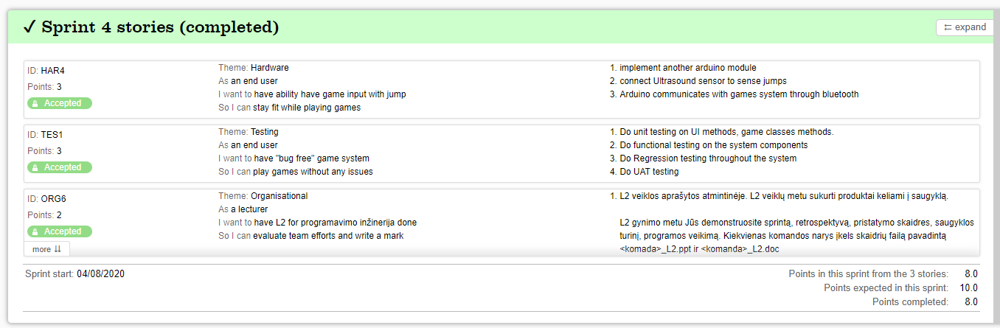 ✓ Sprint 4 stories (completed)
expand
ID: HAR4
Points: 3
Accepted
Theme: Hardware
As an end user
I want to have ability have game input with jump
So I can stay fit while playing games
1. implement another arduino module
2. connect Ultrasound sensor to sense jumps
3. Arduino communicates with games system through bluetooth
ID: TES1
Points: 3
Accepted
Theme: Testing
As an end user
I want to have "bug free" game system
So I can play games without any issues
1. Do unit testing on UI methods, game classes methods.
2. Do functional testing on the system components
3. Do Regression testing throughout the system
4. Do UAT testing
ID: ORG6
Points: 2
Accepted
more
Theme: Organisational
As a lecturer
I want to have L2 for programavimo inžinerija done
So I can evaluate team efforts and write a mark
1. L2 veiklos aprašytos atmintinėje. L2 veiklų metu sukurti produktai keliami į saugyklą.
L2 gynimo metu Jūs demonstruosite sprintą, retrospektyvą, pristatymo skaidres, saugyklos
turinį, programos veikimą. Kiekvienas komandos narys įkels skaidrių failą pavadintą
<komada>_L2.ppt ir <komanda>_L2.doc
Sprint start: 04/08/2020
Points in this sprint from the 3 stories: 8.0
Points expected in this sprint: 10.0
Points completed: 8.0